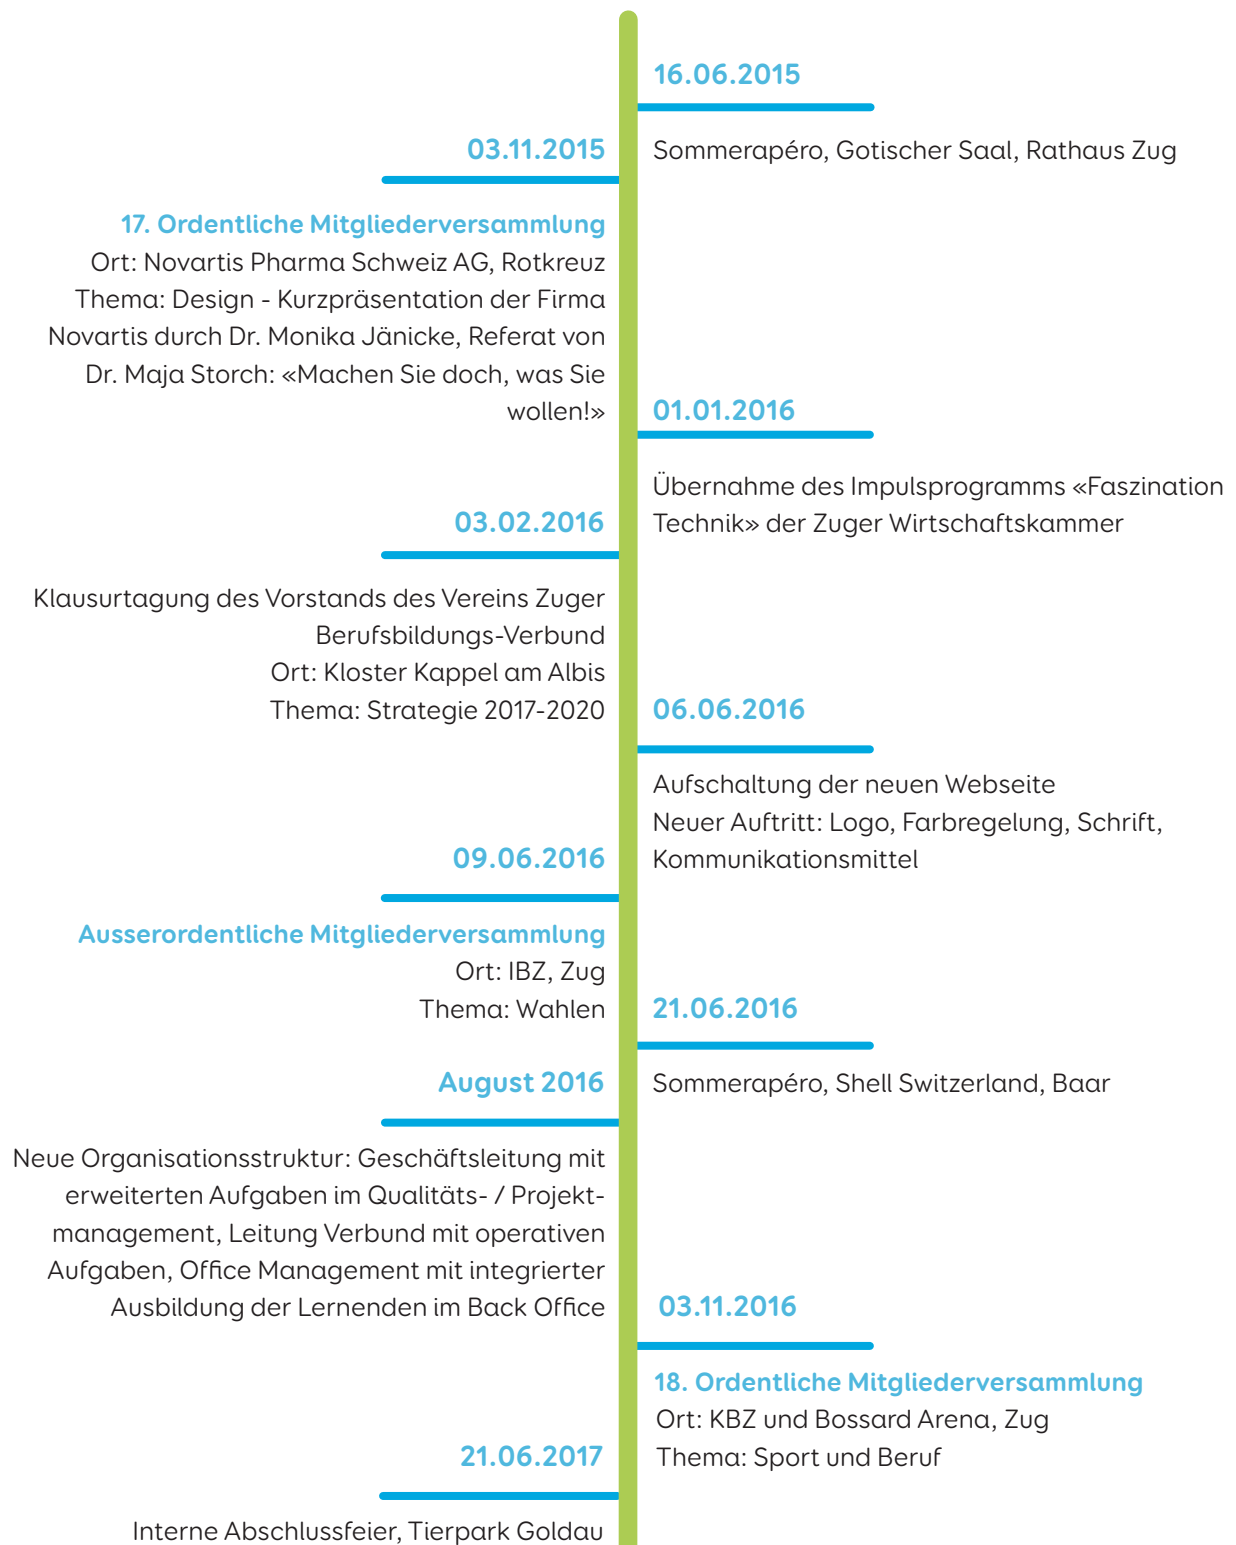 16.06.2015
Sommerapéro, Gotischer Saal, Rathaus Zug
03.11.2015
17. Ordentliche Mitgliederversammlung
Ort: Novartis Pharma Schweiz AG, Rotkreuz
Thema: Design - Kurzpräsentation der Firma
Novartis durch Dr. Monika Jänicke, Referat von
Dr. Maja Storch: «Machen Sie doch, was Sie
wollen!»
01.01.2016
Übernahme des Impulsprogramms «Faszination
Technik» der Zuger Wirtschaftskammer
03.02.2016
Klausurtagung des Vorstands des Vereins Zuger
Berufsbildungs-Verbund
Ort: Kloster Kappel am Albis
Thema: Strategie 2017-2020
06.06.2016
Aufschaltung der neuen Webseite
Neuer Auftritt: Logo, Farbregelung, Schrift,
Kommunikationsmittel
09.06.2016
Ausserordentliche Mitgliederversammlung
Ort: IBZ, Zug
Thema: Wahlen
21.06.2016
Sommerapéro, Shell Switzerland, Baar
August 2016
Neue Organisationsstruktur: Geschäftsleitung mit
erweiterten Aufgaben im Qualitäts- / Projekt-
management, Leitung Verbund mit operativen
Aufgaben, Office Management mit integrierter
Ausbildung der Lernenden im Back Office
03.11.2016
18. Ordentliche Mitgliederversammlung
Ort: KBZ und Bossard Arena, Zug
Thema: Sport und Beruf
21.06.2017
Interne Abschlussfeier, Tierpark Goldau